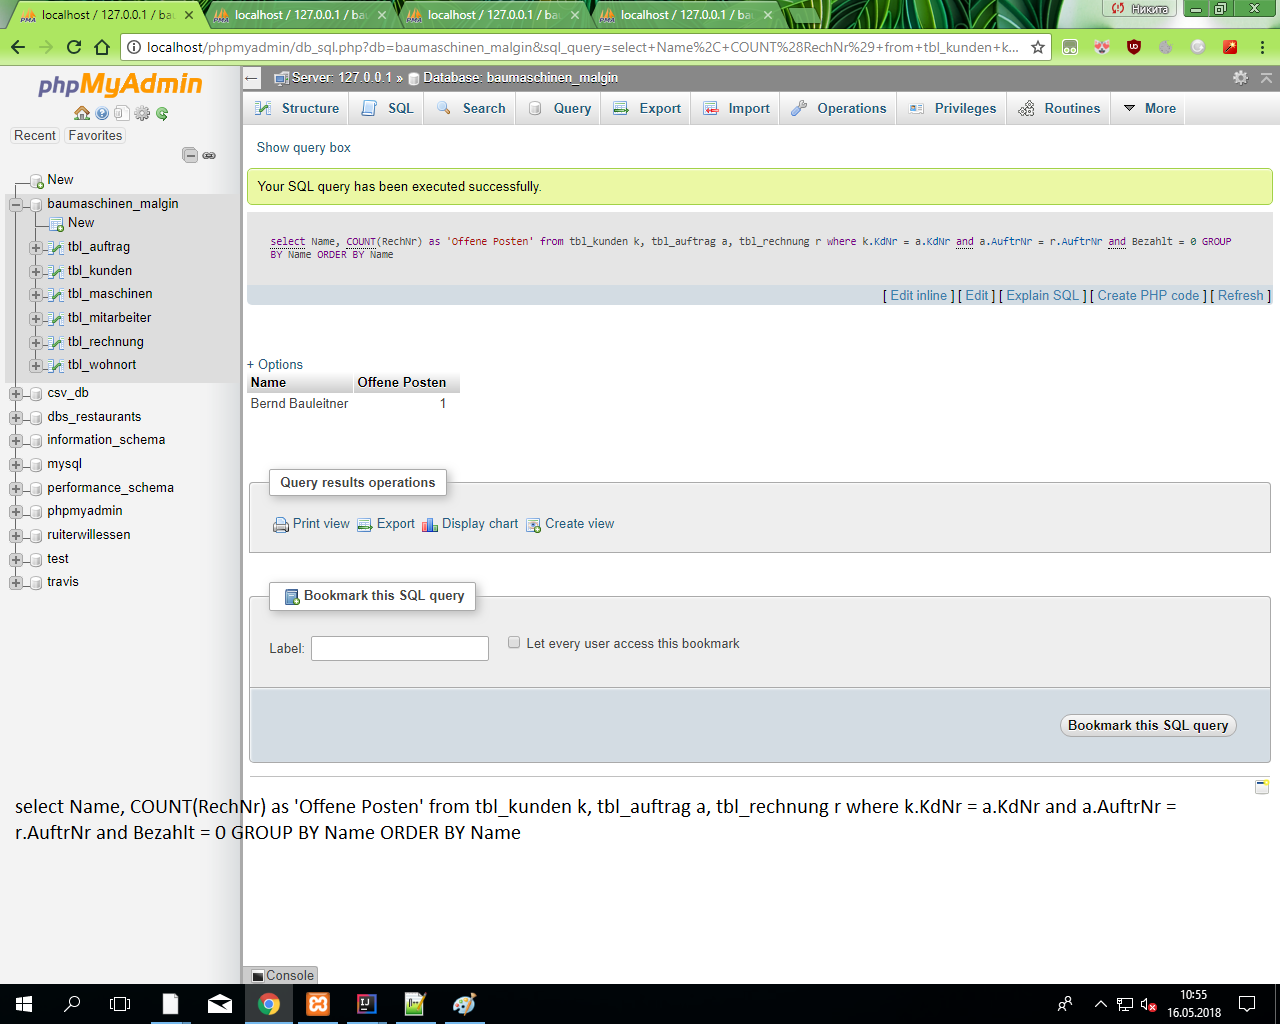 localhost / 127.0.0.1 / bau
localhost / 127.0.0.1 / ba
localhost / 127.0.0.1 / ba
localhost / 127.0.0.1 / ba
Никита
localhost/phpmyadmin/db_sql.php?db=baumaschinen_malgin&sql_query=select+Name%2C+COUNT%28RechNr%29+from+tbl_kunden+k...
phpMyAdmin
Recent
Favorites
New
baumaschinen_malgin
New
tbl_auftrag
tbl_kunden
tbl_maschinen
tbl_mitarbeiter
tbl_rechnung
tbl_wohnort
csv_db
dbs_restaurants
information_schema
mysql
performance_schema
phpmyadmin
ruiterwillessen
test
travis
Server: 127.0.0.1 » Database: baumaschinen_malgin
Structure SQL Search Query Export Import Operations Privileges Routines More
Show query box
Your SQL query has been executed successfully.
select Name, COUNT(RechNr) as 'Offene Posten' from tbl_kunden k, tbl_auftrag a, tbl_rechnung r where k.KdNr = a.KdNr and a.AuftrNr = r.AuftrNr and Bezahlt = 0 GROUP
BY Name ORDER BY Name
[ Edit inline ] [ Edit ] [ Explain SQL ] [ Create PHP code ] [ Refresh ]
+ Options
Name Offene Posten
Bernd Bauleitner 1
Query results operations
Print view Export Display chart Create view
Bookmark this SQL query
Label: Let every user access this bookmark
Bookmark this SQL query
select Name, COUNT(RechNr) as 'Offene Posten' from tbl_kunden k, tbl_auftrag a, tbl_rechnung r where k.KdNr = a.KdNr and a.AuftrNr =
r.AuftrNr and Bezahlt = 0 GROUP BY Name ORDER BY Name
Console
10:55
16.05.2018